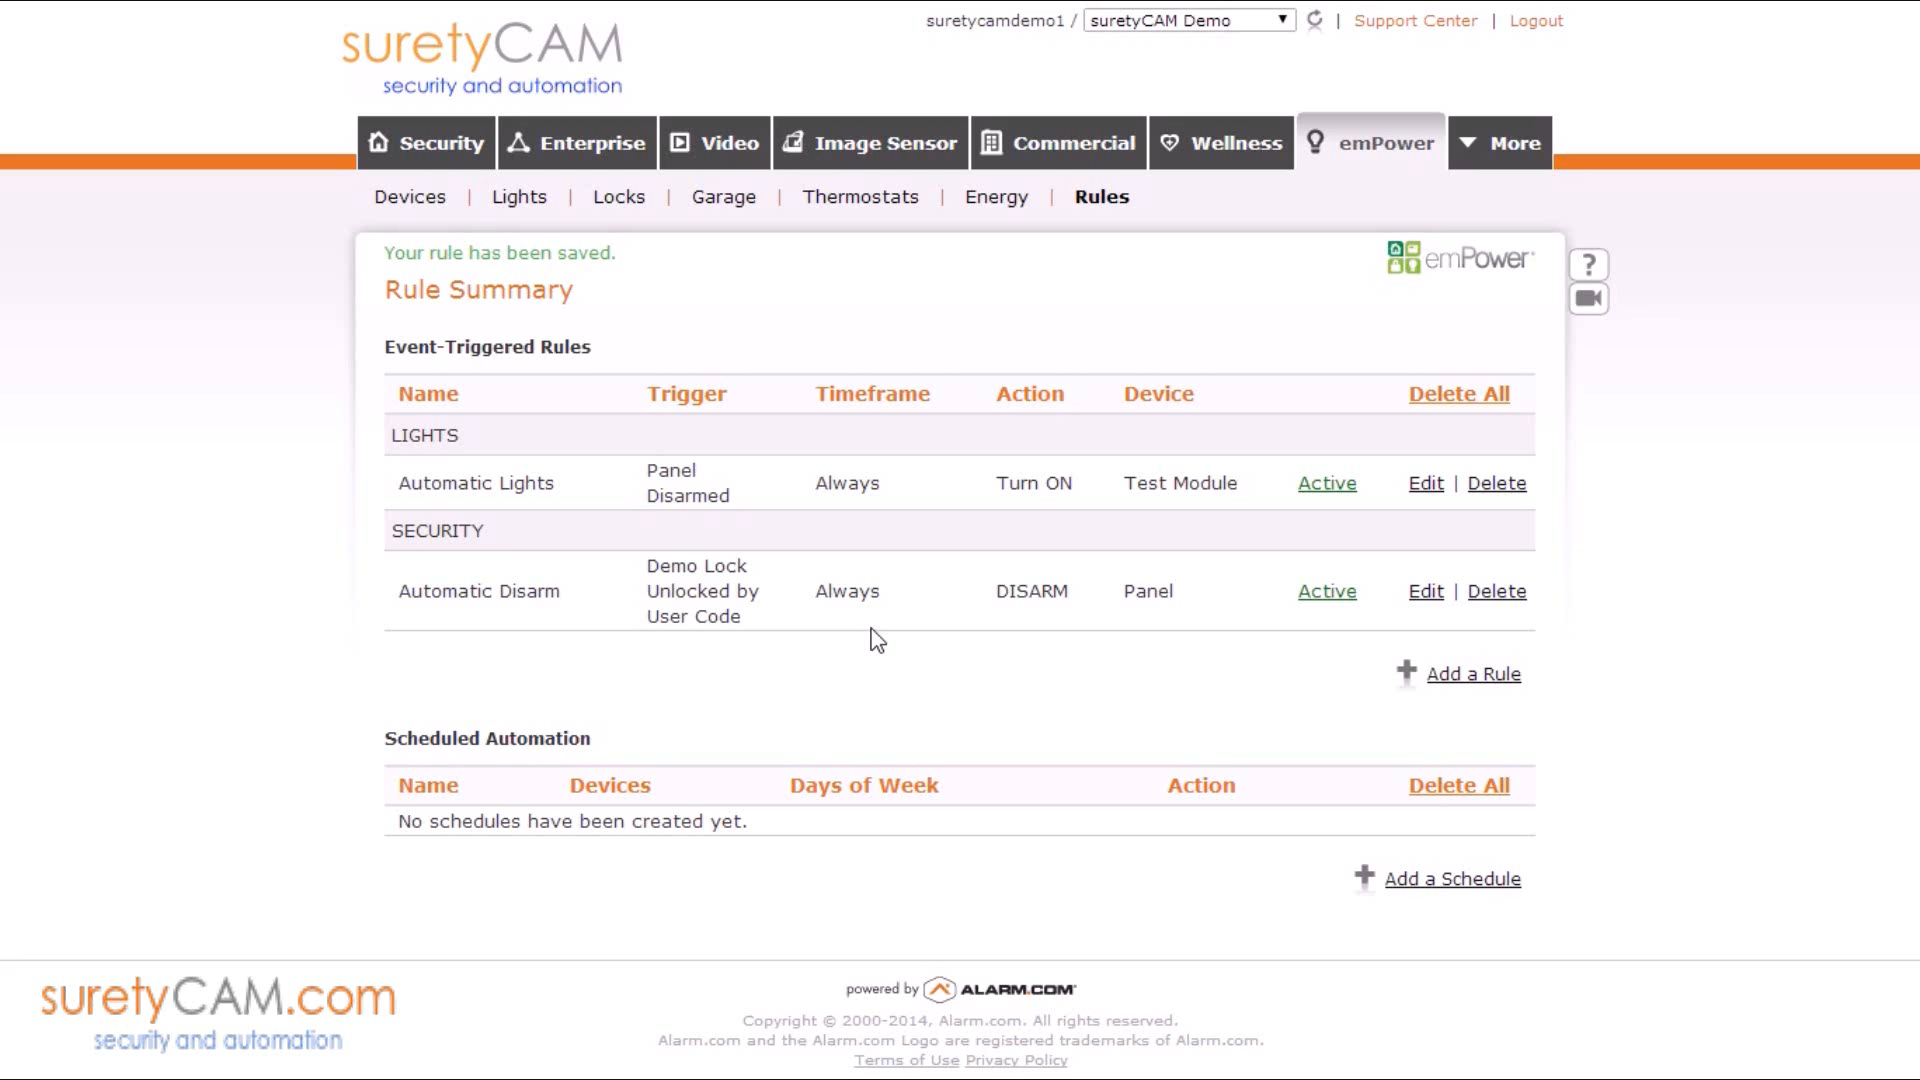 suretyCAM
security and automation
suretycamdemo1 / suretyCAM Demo | Support Center | Logout
Security Enterprise Video Image Sensor Commercial Wellness emPower More
Devices | Lights | Locks | Garage | Thermostats | Energy | Rules
Your rule has been saved.
emPower
?
Rule Summary
Event-Triggered Rules
Name Trigger Timeframe Action Device Delete All
LIGHTS
Automatic Lights Panel Disarmed Always Turn ON Test Module Active Edit | Delete
SECURITY
Automatic Disarm Demo Lock Unlocked by User Code Always DISARM Panel Active Edit | Delete
Add a Rule
Scheduled Automation
Name Devices Days of Week Action Delete All
No schedules have been created yet.
Add a Schedule
suretyCAM.com
security and automation
powered by ALARM.COM
Copyright © 2000-2014, Alarm.com. All rights reserved.
Alarm.com and the Alarm.com Logo are registered trademarks of Alarm.com.
Terms of Use Privacy Policy